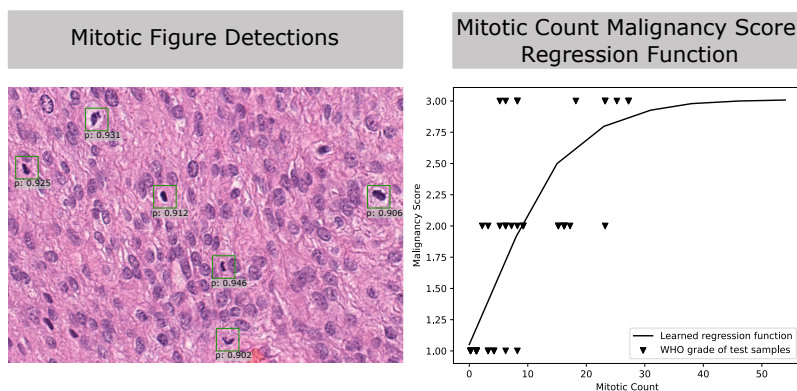 Mitotic Figure Detections
p: 0.931
p: 0.925
p: 0.912
p: 0.906
p: 0.946
p: 0.902
Mitotic Count Malignancy Score
Regression Function
Malignancy Score
3.00
2.75
2.50
2.25
2.00
1.75
1.50
1.25
1.00
Learned regression function
WHO grade of test samples
0
10
20
30
40
50
Mitotic Count